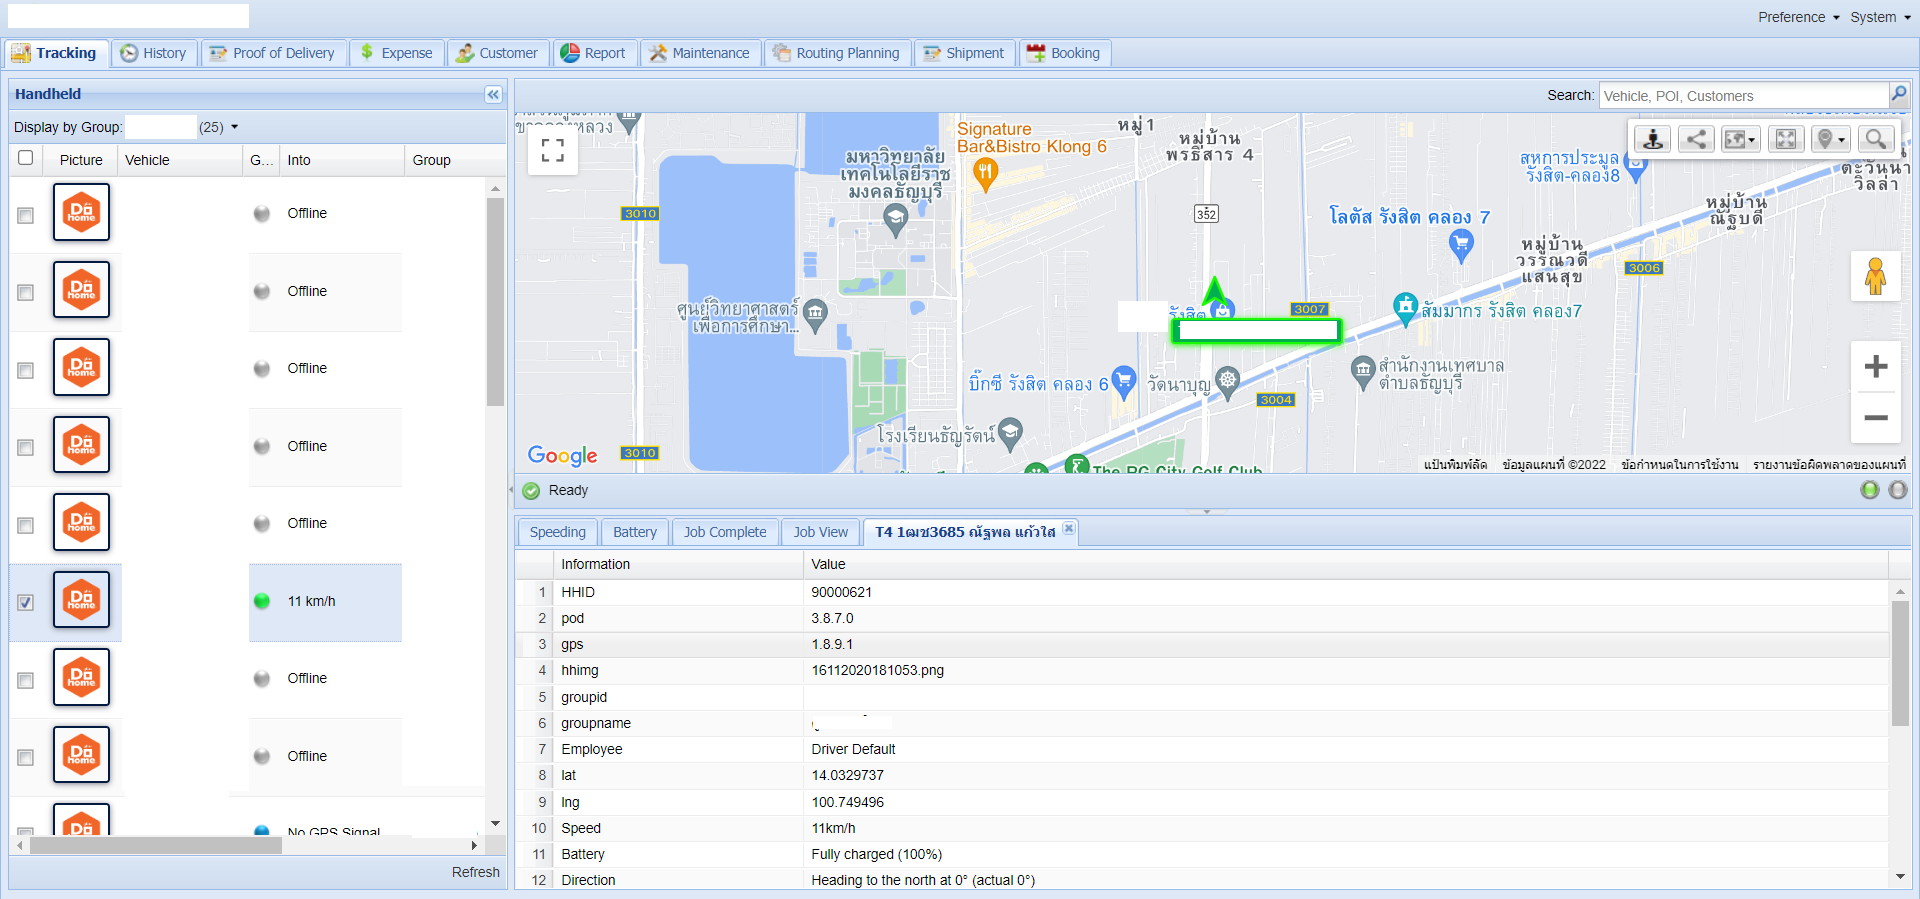 Preference System
Tracking History Proof of Delivery Expense Customer Report Maintenance Routing Planning Shipment Booking
Handheld
Display by Group: (25)
Picture Vehicle G... Into Group
Do home Offline
Do home Offline
Do home Offline
Do home Offline
Do home Offline
Do home 11 km/h
Do home Offline
Do home Offline
Do home No GPS Signal
Refresh
Search: Vehicle, POI, Customers
Signature
Bar&Bistro Klong 6
หมู่1
หมู่บ้าน
พรธิสาร 4
มหาวิทยาลัย
เทคโนโลยีราช
มงคลธัญบุรี
สหการประมูล
รังสิต-คลอง8
ตะวันนา
วิลล่า
หมู่บ้าน
ณัฐบดี
3010
352
โลตัส รังสิต คลอง 7
หมู่บ้าน
วรรณวดี
แสนสุข
3006
ศูนย์วิทยาศาสตร์
เพื่อการศึกษา...
รังสิต
3007
สัมมากร รังสิต คลอง7
บิ๊กซี รังสิต คลอง 6
วัดนาบุญ
สำนักงานเทศบาล
ตำบลธัญบุรี
3004
โรงเรียนธัญรัตน์
3010
The RG City Golf Club
Google
แป้นพิมพ์ลัด ข้อมูลแผนที่ ©2022 ข้อกำหนดในการใช้งาน รายงานข้อผิดพลาดของแผนที่
Ready
Speeding Battery Job Complete Job View T4 1ฒช3685 ณัฐพล แก้วใส
Information Value
1 HHID 90000621
2 pod 3.8.7.0
3 gps 1.8.9.1
4 hhimg 16112020181053.png
5 groupid
6 groupname
7 Employee Driver Default
8 lat 14.0329737
9 lng 100.749496
10 Speed 11km/h
11 Battery Fully charged (100%)
12 Direction Heading to the north at 0° (actual 0°)